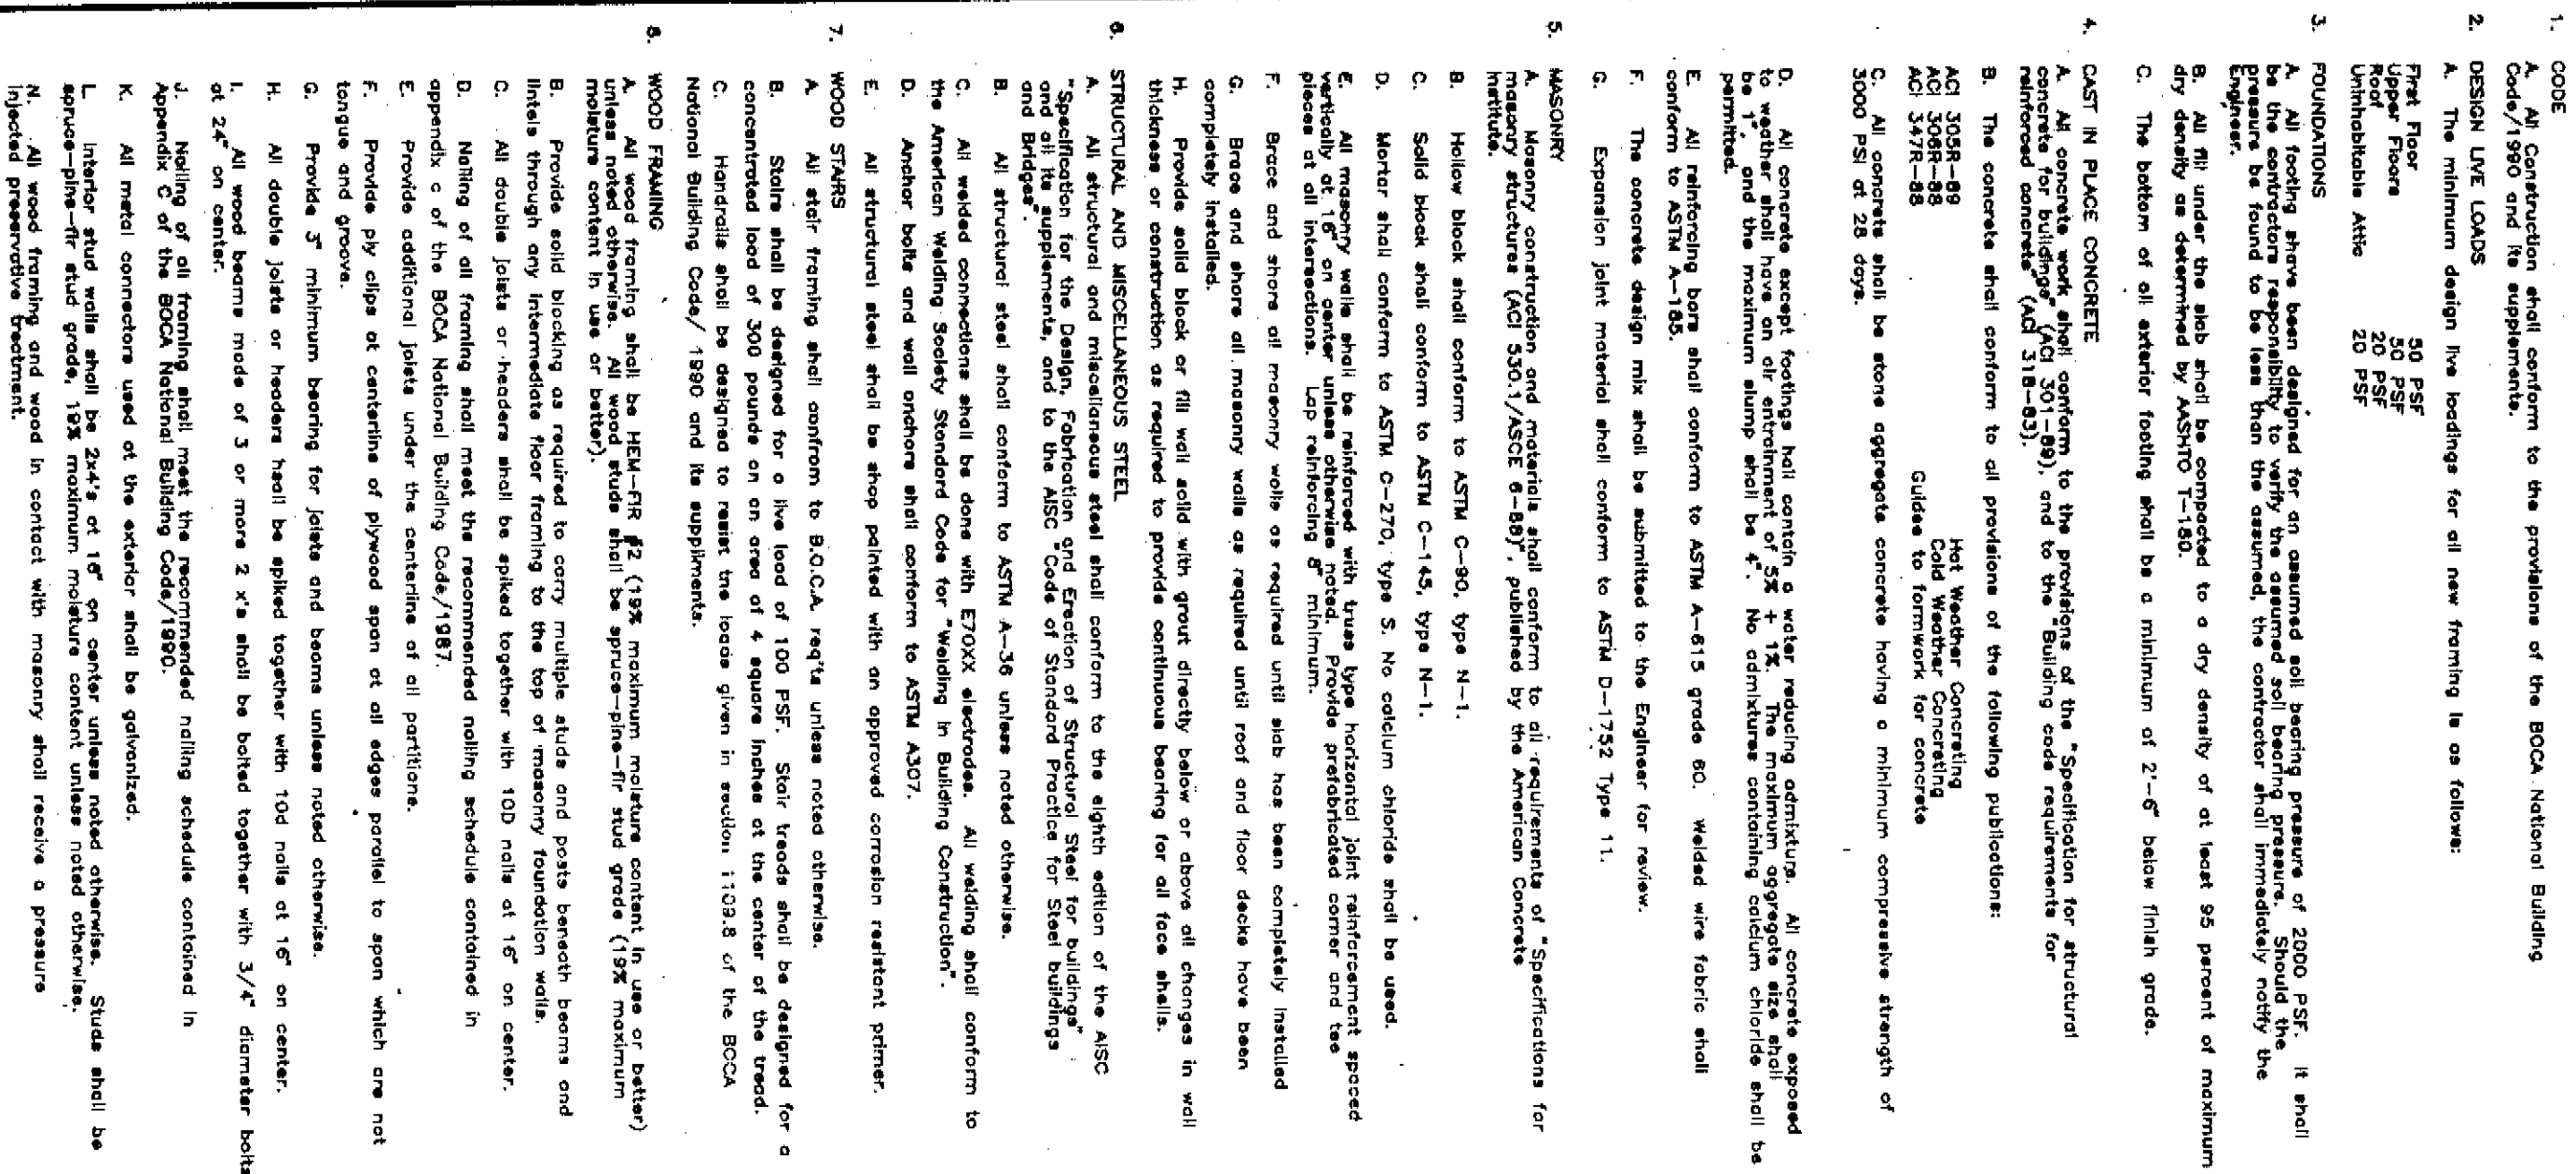 1. CODE
A. All Construction shall conform to the provisions of the BOCA National Building
Code/1990 and its supplements.
2. DESIGN LIVE LOADS
A. The minimum design live loadings for all new framing is as follows:
First Floor 50 PSF
Upper Floors 50 PSF
Roof 20 PSF
Uninhabitable Attic 20 PSF
3. FOUNDATIONS
A. All footing shave been designed for an assumed soil bearing pressure of 2000 PSF. It shall
be the contractors responsibility to verify the assumed soil bearing pressure. Should the
pressure be found to be less than the assumed, the contractor shall immediately notify the
Engineer.
B. All fill under the slab shall be compacted to a dry density of at least 95 percent of maximum
dry density as determined by AASHTO T-180.
C. The bottom of all exterior footing shall be a minimum of 2'-6" below finish grade.
4. CAST IN PLACE CONCRETE
A. All concrete work shall conform to the provisions of the "Specification for structural
concrete for buildings" (ACI 301-89), and to the "Building code requirements for
reinforced concrete" (ACI 318-83).
B. The concrete shall conform to all provisions of the following publications:
ACI 305R-89 Hot Weather Concreting
ACI 306R-88 Cold Weather Concreting
ACI 347R-88 Guides to formwork for concrete
C. All concrete shall be stone aggregate concrete having a minimum compressive strength of
3000 PSI at 28 days.
D. All concrete except footings hall contain a water reducing admixture. All concrete exposed
to weather shall have an air entrainment of 5% + 1%. The maximum aggregate size shall
be 1", and the maximum slump shall be 4". No admixtures containing calcium chloride shall be
permitted.
E. All reinforcing bars shall conform to ASTM A-615 grade 60. Welded wire fabric shall
conform to ASTM A-185.
F. The concrete design mix shall be submitted to the Engineer for review.
G. Expansion joint material shall conform to ASTM D-1752 Type 11.
5. MASONRY
A. Masonry construction and materials shall conform to all requirements of "Specifications for
masonry structures (ACI 530.1/ASCE 6-88)", published by the American Concrete
Institute.
B. Hollow block shall conform to ASTM C-90, type N-1.
C. Solid block shall conform to ASTM C-145, type N-1.
D. Mortar shall conform to ASTM C-270, type S. No calcium chloride shall be used.
E. All masonry walls shall be reinforced with truss type horizontal joint reinforcement spaced
vertically at 16" on center unless otherwise noted. Provide prefabricated corner and tee
pieces at all intersections. Lap reinforcing 8" minimum.
F. Brace and shore all masonry walls as required until slab has been completely installed
G. Brace and shore all masonry walls as required until roof and floor decks have been
completely installed.
H. Provide solid block or fill wall solid with grout directly below or above all changes in wall
thickness or construction as required to provide continuous bearing for all face shells.
6. STRUCTURAL AND MISCELLANEOUS STEEL
A. All structural and miscellaneous steel shall conform to the eighth edition of the AISC
"Specification for the Design, Fabrication and Erection of Structural Steel for buildings"
and all its supplements, and to the AISC "Code of Standard Practice for Steel buildings
and Bridges".
B. All structural steel shall conform to ASTM A-36 unless noted otherwise.
C. All welded connections shall be done with E70XX electrodes. All welding shall conform to
the American Welding Society Standard Code for "Welding in Building Construction".
D. Anchor bolts and wall anchors shall conform to ASTM A307.
E. All structural steel shall be shop painted with an approved corrosion resistant primer.
7. WOOD STAIRS
A. All stair framing shall confrom to B.O.C.A. req'ts unless noted otherwise.
B. Stairs shall be designed for a live load of 100 PSF. Stair treads shall be designed for a
concentrated load of 300 pounds on an area of 4 square inches at the center of the tread.
C. Handrails shall be designed to resist the loads given in section 1109.8 of the BOCA
National Building Code/ 1990 and its suppliments.
8. WOOD FRAMING
A. All wood framing shall be HEM-FIR #2 (19% maximum moisture content in use or better)
unless noted otherwise. All wood studs shall be spruce-pine-fir stud grade (19% maximum
moisture content in use or better).
B. Provide solid blocking as required to carry multiple studs and posts beneath beams and
lintels through any intermediate floor framing to the top of masonry foundation walls.
C. All double joists or headers shall be spiked together with 10D nails at 16" on center.
D. Nailing of all framing shall meet the recommended nailing schedule contained in
appendix c of the BOCA National Building Code/1987.
E. Provide additional joists under the centerline of all partitions.
F. Provide ply clips at centerline of plywood span at all edges parallel to span which are not
tongue and groove.
G. Provide 3" minimum bearing for joists and beams unless noted otherwise.
H. All double joists or headers hsall be spiked together with 10d nails at 16" on center.
I. All wood beams made of 3 or more 2 x's shall be bolted together with 3/4" diameter bolts
at 24" on center.
J. Nailing of all framing shall meet the recommended nailing schedule contained in
Appendix C of the BOCA National Building Code/1990.
K. All metal connectors used at the exterior shall be galvanized.
L. Interior stud walls shall be 2x4's at 16" on center unless noted otherwise. Studs shall be
spruce-pine-fir stud grade, 19% maximum moisture content unless noted otherwise.
N. All wood framing and wood in contact with masonry shall receive a pressure
injected preservative treatment.